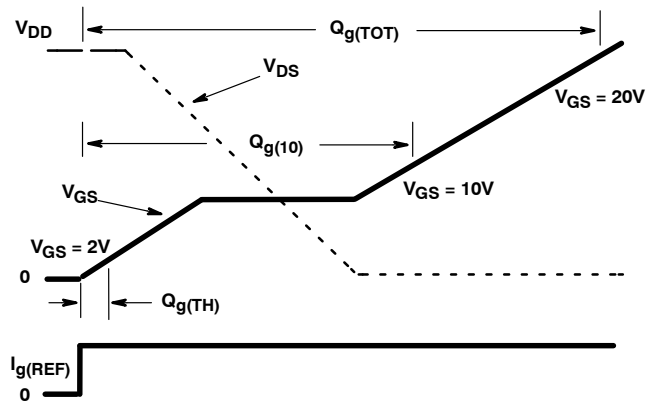 V_DD
Q_g(TOT)
V_DS
V_GS = 20V
Q_g(10)
V_GS
V_GS = 10V
V_GS = 2V
0
Q_g(TH)
I_g(REF)
0